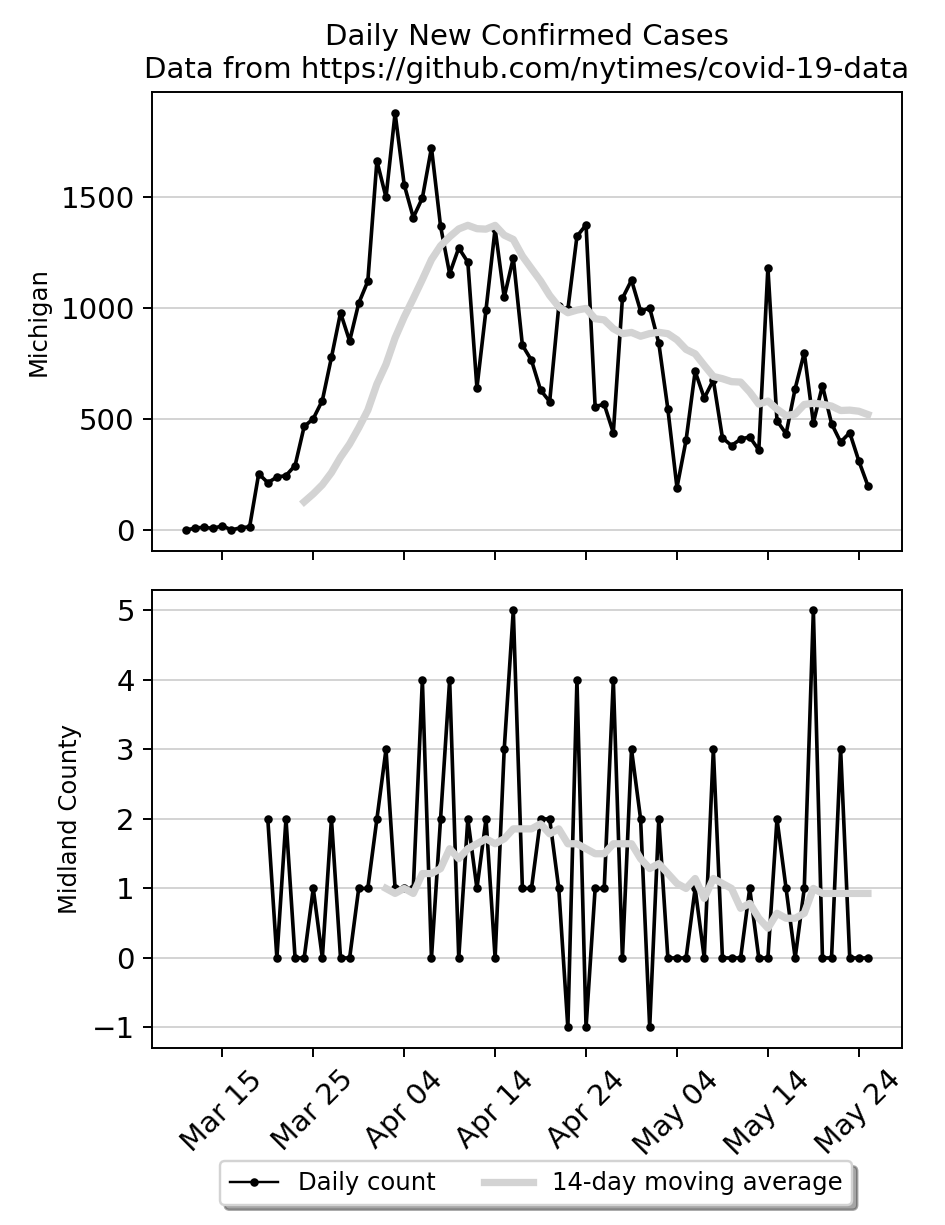 Daily New Confirmed Cases
Data from https://github.com/nytimes/covid-19-data
Michigan
1500
1000
500
0
Midland County
5
4
3
2
1
0
−1
Mar 15
Mar 25
Apr 04
Apr 14
Apr 24
May 04
May 14
May 24
Daily count
14-day moving average